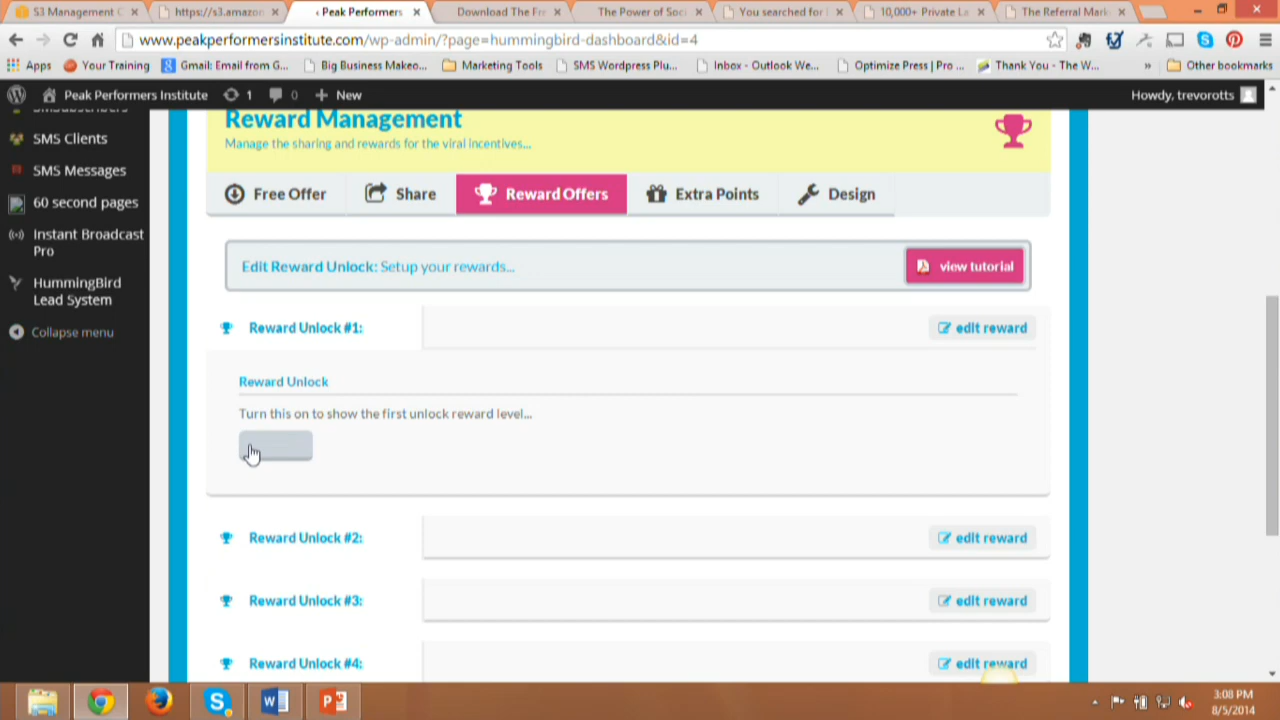 S3 Management C
https://s3.amazon
Peak Performers
Download The Fre
The Power of Soci
You searched for
10,000+ Private La
The Referral Mark
www.peakperformersinstitute.com/wp-admin/?page=hummingbird-dashboard&id=4
Apps
Your Training
Gmail: Email from G...
Big Business Makeo...
Marketing Tools
SMS Wordpress Plu...
Inbox - Outlook We...
Optimize Press | Pro ...
Thank You - The W...
»
Other bookmarks
Peak Performers Institute
1
0
+ New
Howdy, trevorotts
SMS Clients
SMS Messages
60 second pages
Instant Broadcast
Pro
HummingBird
Lead System
Collapse menu
Reward Management
Manage the sharing and rewards for the viral incentives...
Free Offer
Share
Reward Offers
Extra Points
Design
Edit Reward Unlock: Setup your rewards...
view tutorial
Reward Unlock #1:
edit reward
Reward Unlock
Turn this on to show the first unlock reward level...
Reward Unlock #2:
edit reward
Reward Unlock #3:
edit reward
Reward Unlock #4:
edit reward
3:08 PM
8/5/2014